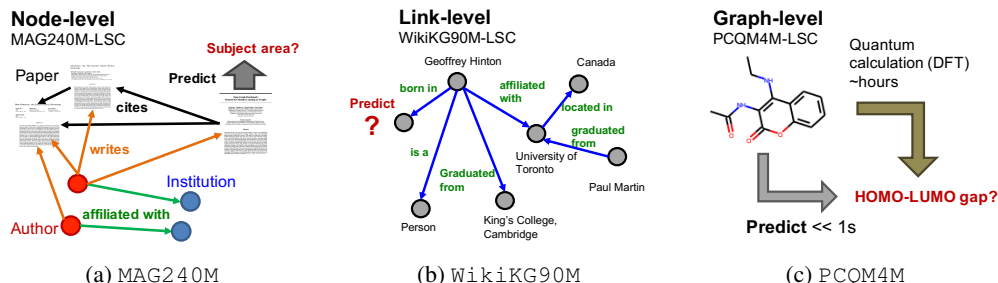 Node-level
MAG240M-LSC
Subject area?
Paper
Predict
cites
writes
Institution
affiliated with
Author
(a) MAG240M
Link-level
WikiKG90M-LSC
Geoffrey Hinton
Canada
born in
affiliated
with
Predict
?
located in
graduated
from
is a
University of
Toronto
Graduated
from
Paul Martin
Person
King's College,
Cambridge
(b) WikiKG90M
Graph-level
PCQM4M-LSC
Quantum
calculation (DFT)
~hours
HN
HN
O
O
O
HOMO-LUMO gap?
Predict << 1s
(c) PCQM4M